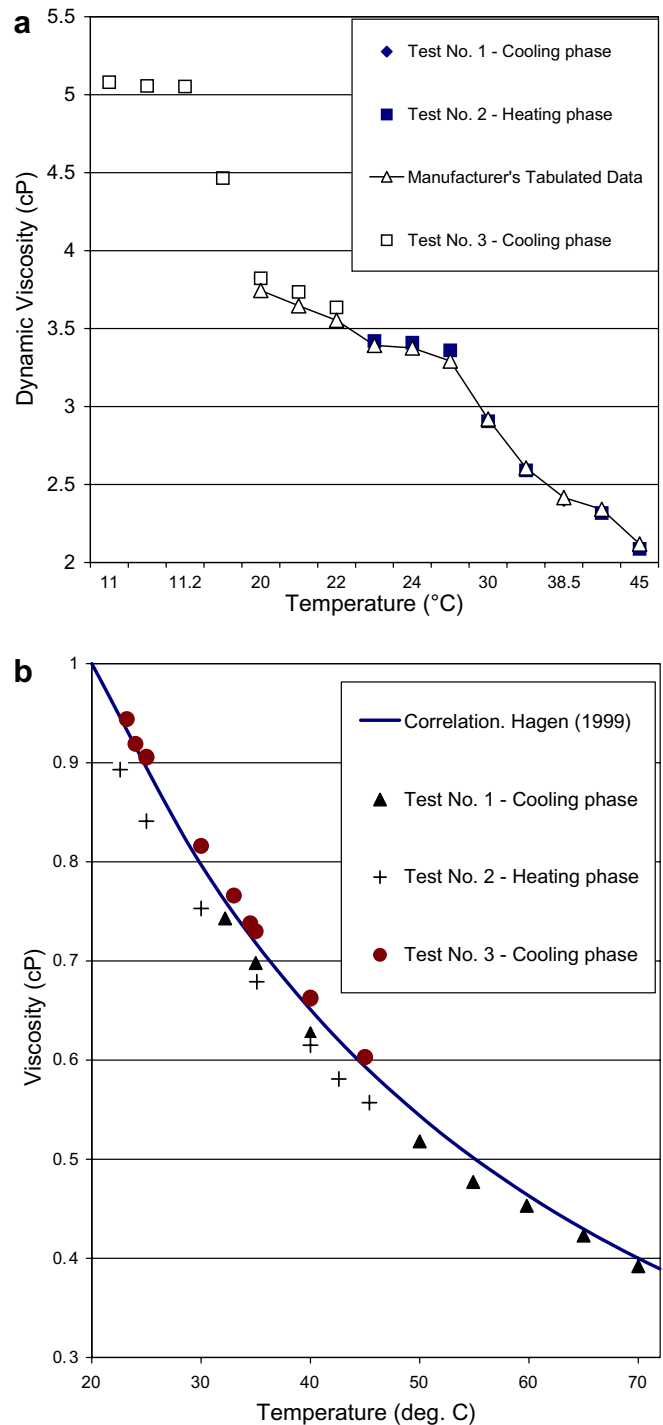 a
5.5
5
4.5
4
3.5
3
2.5
2
Dynamic Viscosity (cP)
Test No. 1 - Cooling phase
Test No. 2 - Heating phase
Manufacturer's Tabulated Data
Test No. 3 - Cooling phase
11 11.2 20 22 24 30 38.5 45
Temperature (°C)
b
1
0.9
0.8
0.7
0.6
0.5
0.4
0.3
Viscosity (cP)
Correlation. Hagen (1999)
Test No. 1 - Cooling phase
Test No. 2 - Heating phase
Test No. 3 - Cooling phase
20 30 40 50 60 70
Temperature (deg. C)